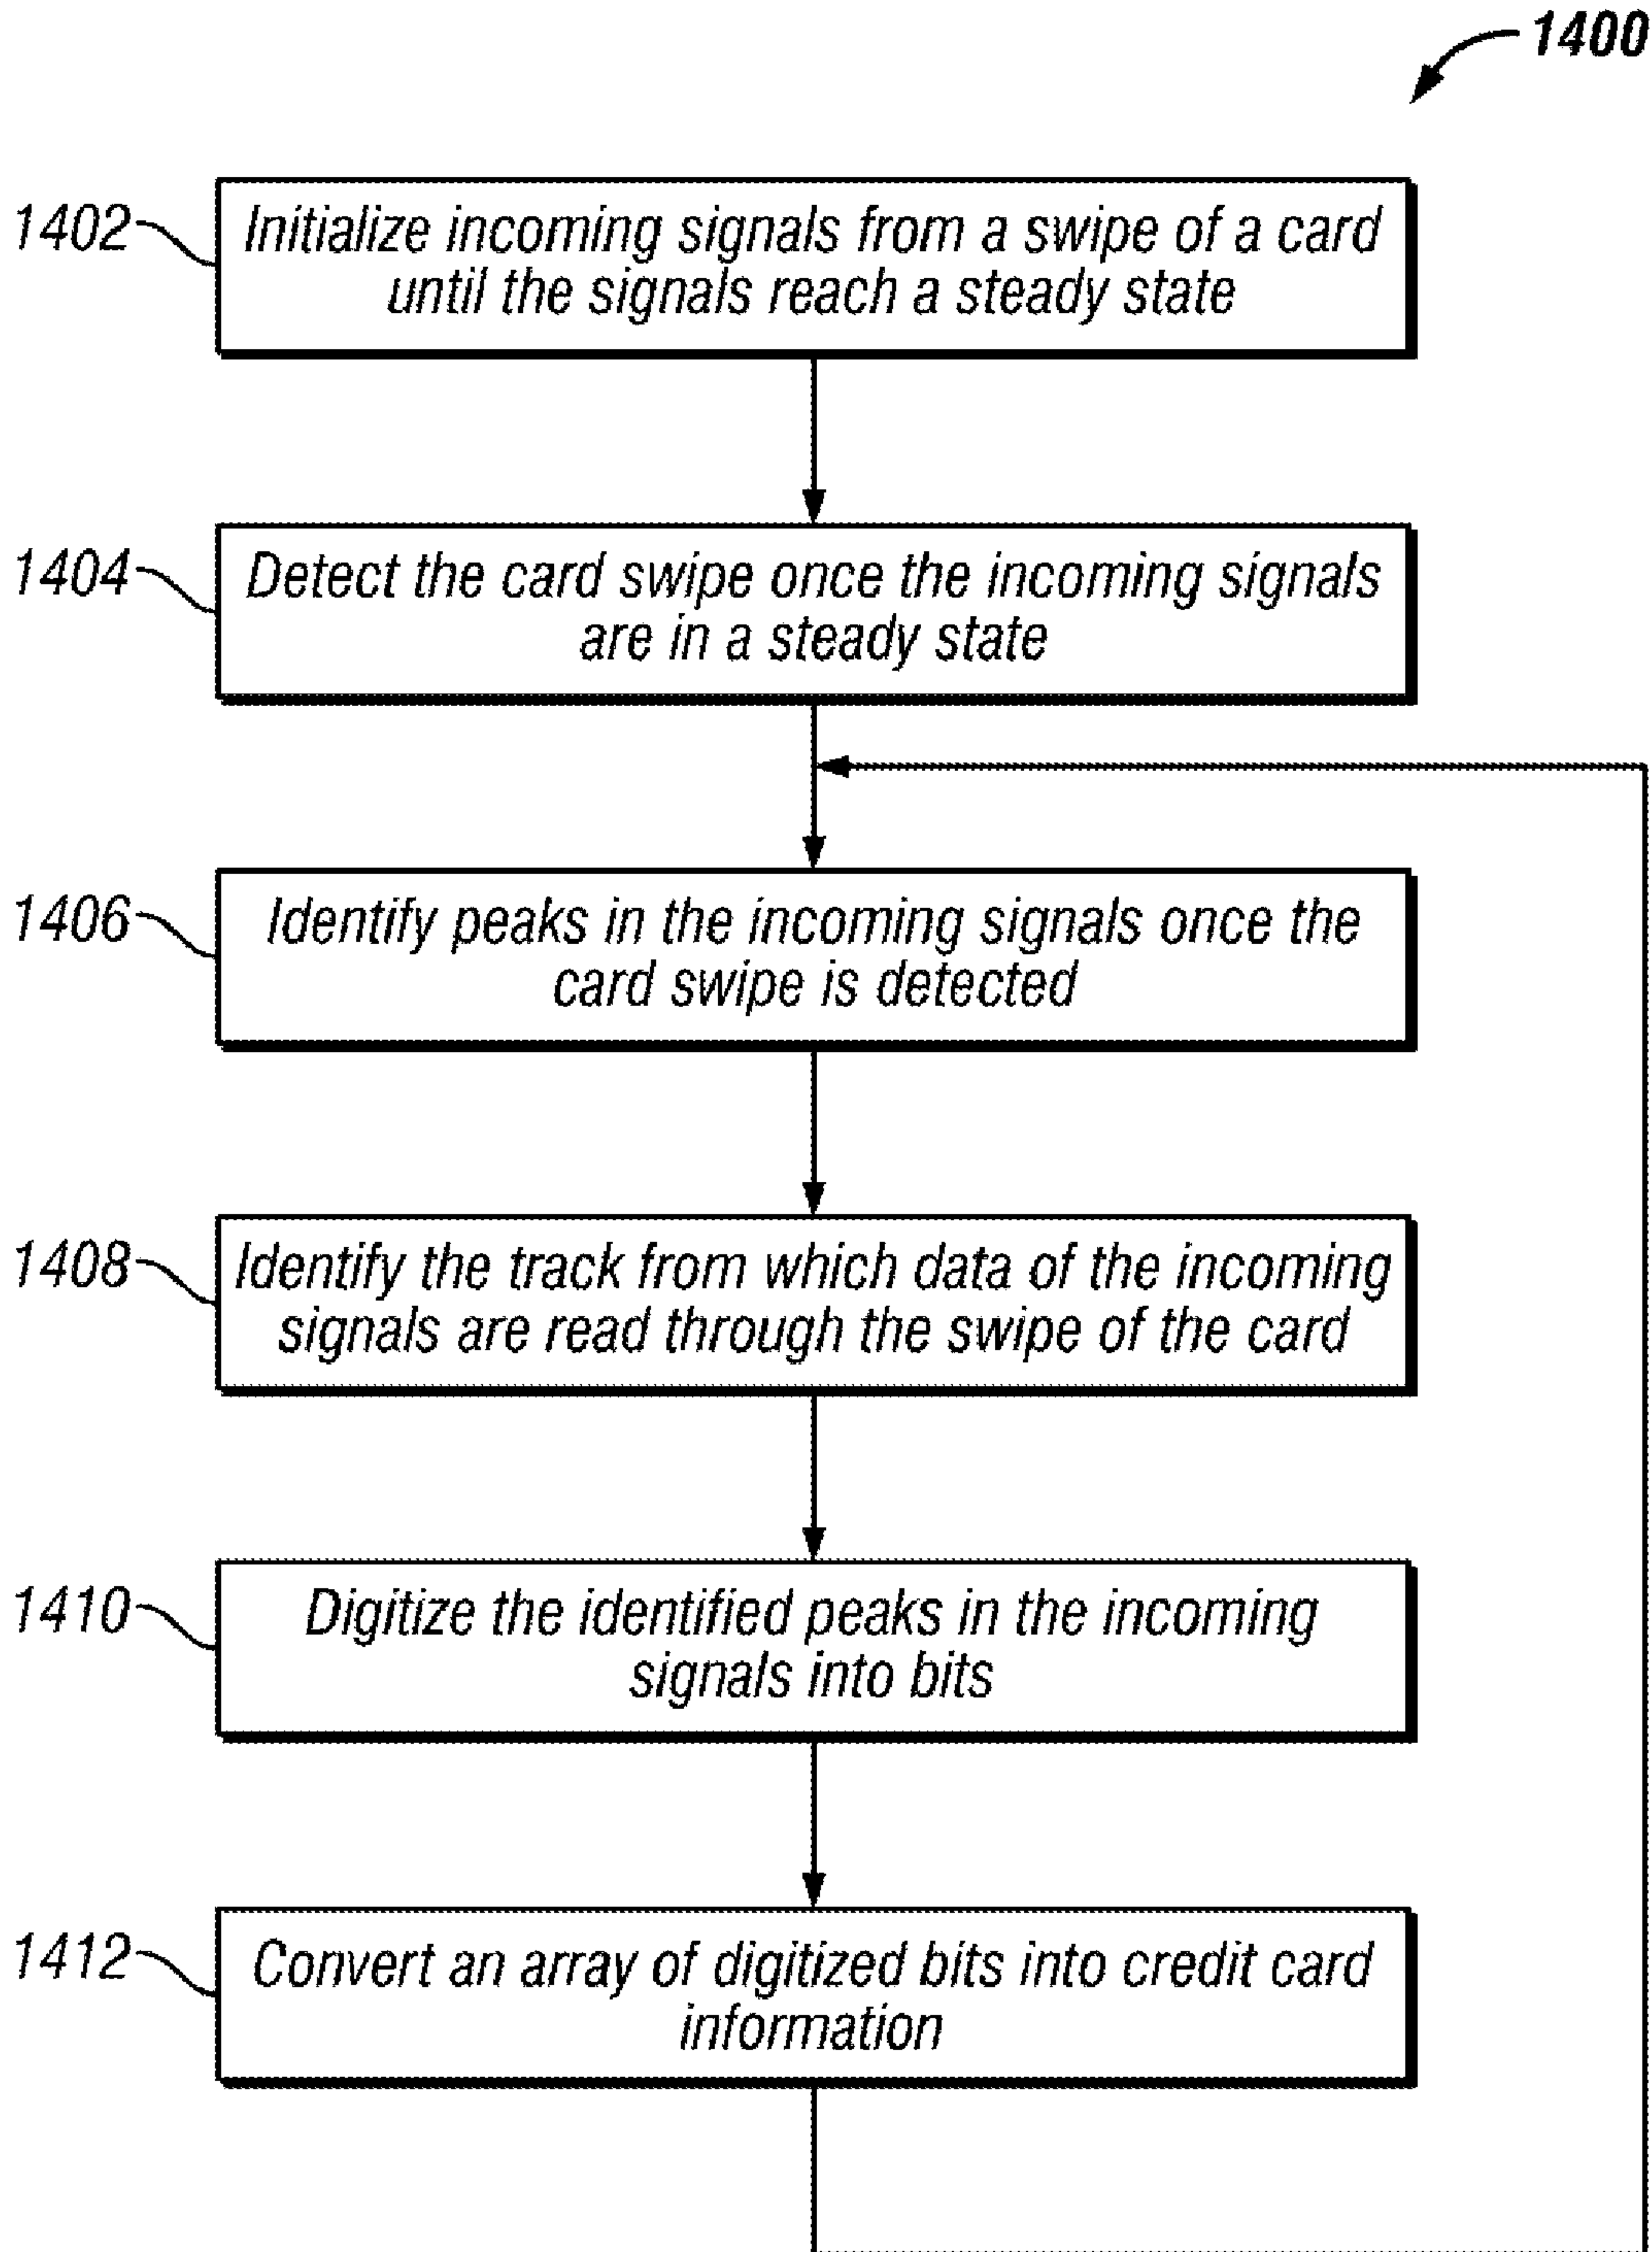 1400
1402
Initialize incoming signals from a swipe of a card
until the signals reach a steady state
1404
Detect the card swipe once the incoming signals
are in a steady state
1406
Identify peaks in the incoming signals once the
card swipe is detected
1408
Identify the track from which data of the incoming
signals are read through the swipe of the card
1410
Digitize the identified peaks in the incoming
signals into bits
1412
Convert an array of digitized bits into credit card
information